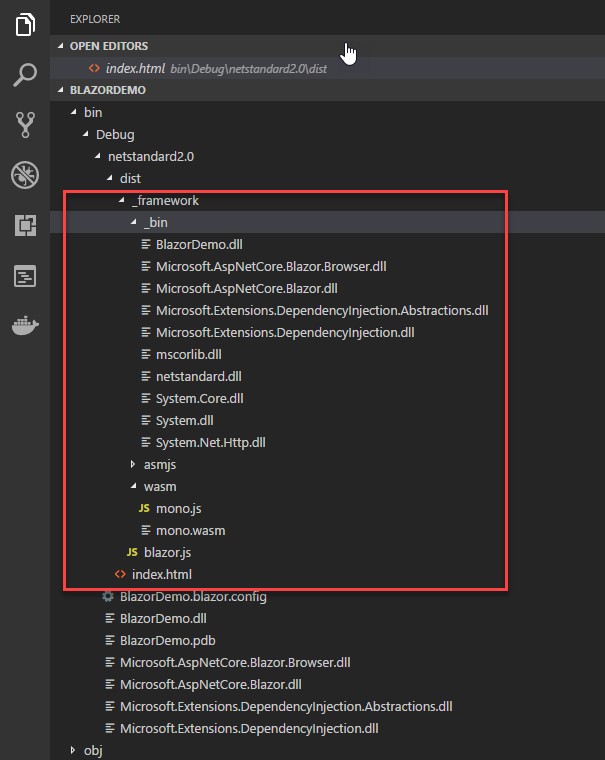 EXPLORER
OPEN EDITORS
<> index.html bin\Debug\netstandard2.0\dist
BLAZORDEMO
bin
Debug
netstandard2.0
dist
_framework
_bin
BlazorDemo.dll
Microsoft.AspNetCore.Blazor.Browser.dll
Microsoft.AspNetCore.Blazor.dll
Microsoft.Extensions.DependencyInjection.Abstractions.dll
Microsoft.Extensions.DependencyInjection.dll
mscorlib.dll
netstandard.dll
System.Core.dll
System.dll
System.Net.Http.dll
asmjs
wasm
JS mono.js
mono.wasm
JS blazor.js
<> index.html
BlazorDemo.blazor.config
BlazorDemo.dll
BlazorDemo.pdb
Microsoft.AspNetCore.Blazor.Browser.dll
Microsoft.AspNetCore.Blazor.dll
Microsoft.Extensions.DependencyInjection.Abstractions.dll
Microsoft.Extensions.DependencyInjection.dll
obj